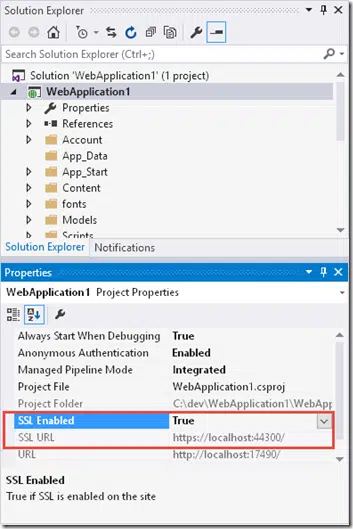 Solution Explorer
Search Solution Explorer (Ctrl+;)
Solution 'WebApplication1' (1 project)
WebApplication1
Properties
References
Account
App_Data
App_Start
Content
fonts
Models
Scripts
Solution Explorer Notifications
Properties
WebApplication1 Project Properties
Always Start When Debugging True
Anonymous Authentication Enabled
Managed Pipeline Mode Integrated
Project File WebApplication1.csproj
Project Folder C:\dev\WebApplication1\WebApp
SSL Enabled True
SSL URL https://localhost:44300/
URL http://localhost:17490/
SSL Enabled
True if SSL is enabled on the site